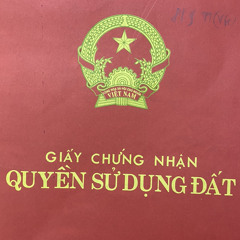 VIỆT NAM
GIẤY CHỨNG NHẬN
QUYỀN SỬ DỤNG ĐẤT